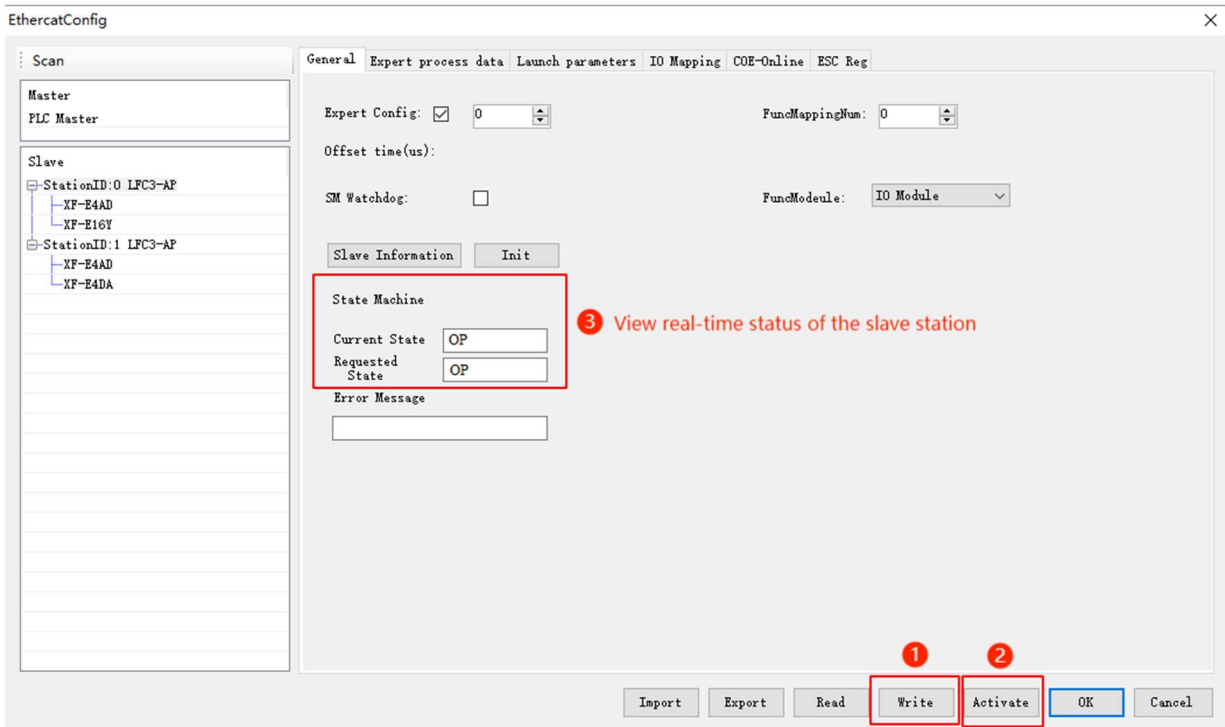 EthercatConfig
Scan
Master
PLC Master
Slave
StationID:0 LFC3-AP
XF-E4AD
XF-E16Y
StationID:1 LFC3-AP
XF-E4AD
XF-E4DA
General Expert process data Launch parameters IO Mapping COE-Online ESC Reg
Expert Config: 0 FuncMappingNum: 0
Offset time(us):
SM Watchdog: FuncModeule: IO Module
Slave Information Init
State Machine
3 View real-time status of the slave station
Current State OP
Requested
State OP
Error Message
1 2
Import Export Read Write Activate OK Cancel